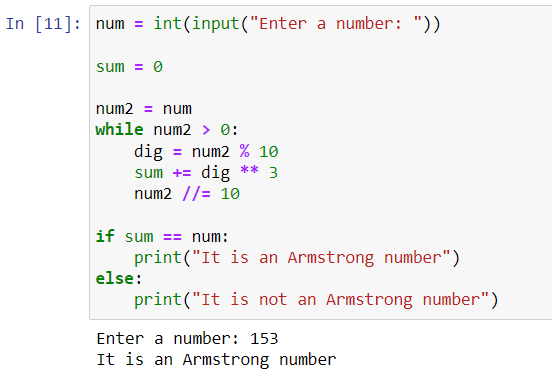 In [11]: num = int(input("Enter a number: "))
sum = 0
num2 = num
while num2 > 0:
    dig = num2 % 10
    sum += dig ** 3
    num2 //= 10
if sum == num:
    print("It is an Armstrong number")
else:
    print("It is not an Armstrong number")
Enter a number: 153
It is an Armstrong number